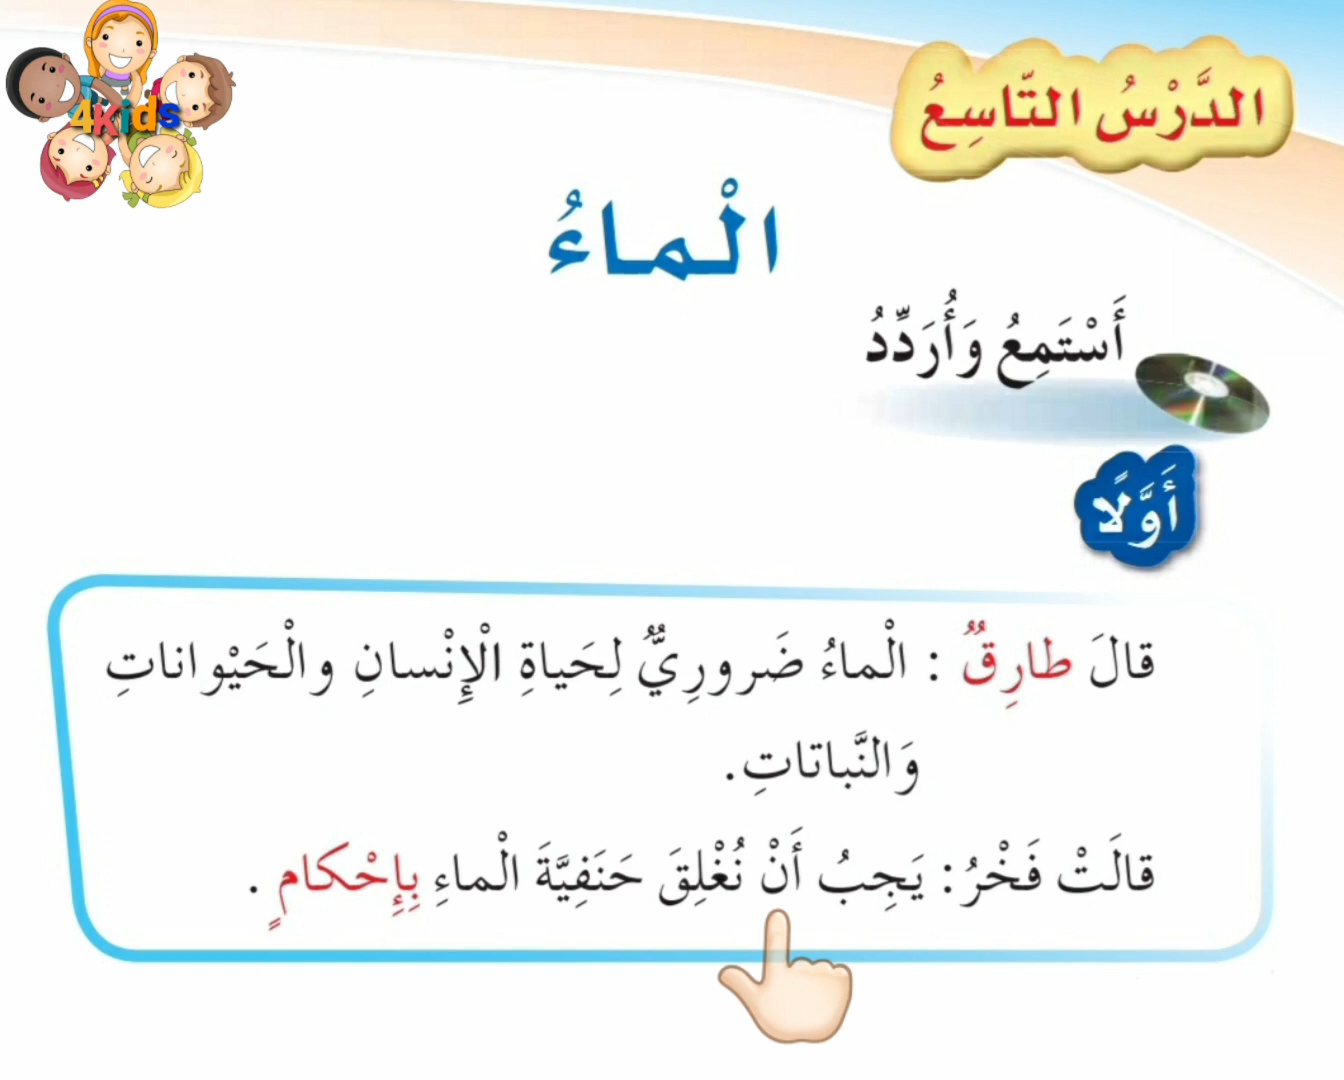 4kids
الدَّرْسُ التّاسِعُ
الْماءُ
أَسْتَمِعُ وَأُرَدِّدُ
أَوَّلًا
قالَ طارِقٌ : الْماءُ ضَرورِيٌّ لِحَياةِ الْإِنْسانِ والْحَيْواناتِ
وَالنَّباتاتِ.
قالَتْ فَخْرُ: يَجِبُ أَنْ نُغْلِقَ حَنَفِيَّةَ الْماءِ بِإِحْكامٍ .